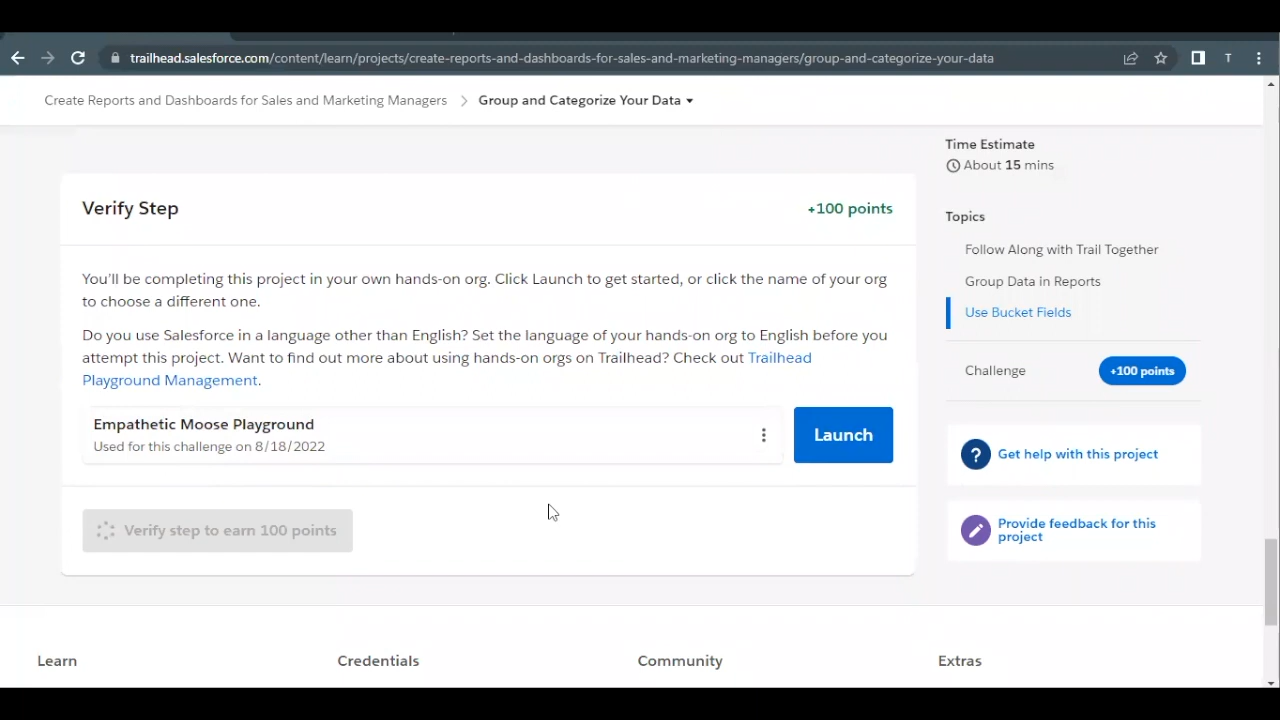 trailhead.salesforce.com/content/learn/projects/create-reports-and-dashboards-for-sales-and-marketing-managers/group-and-categorize-your-data
T
Create Reports and Dashboards for Sales and Marketing Managers > Group and Categorize Your Data
Verify Step
+100 points
You'll be completing this project in your own hands-on org. Click Launch to get started, or click the name of your org
to choose a different one.
Do you use Salesforce in a language other than English? Set the language of your hands-on org to English before you
attempt this project. Want to find out more about using hands-on orgs on Trailhead? Check out Trailhead
Playground Management.
Empathetic Moose Playground
Used for this challenge on 8/18/2022
Launch
Verify step to earn 100 points
Time Estimate
About 15 mins
Topics
Follow Along with Trail Together
Group Data in Reports
Use Bucket Fields
Challenge
+100 points
? Get help with this project
Provide feedback for this
project
Learn
Credentials
Community
Extras